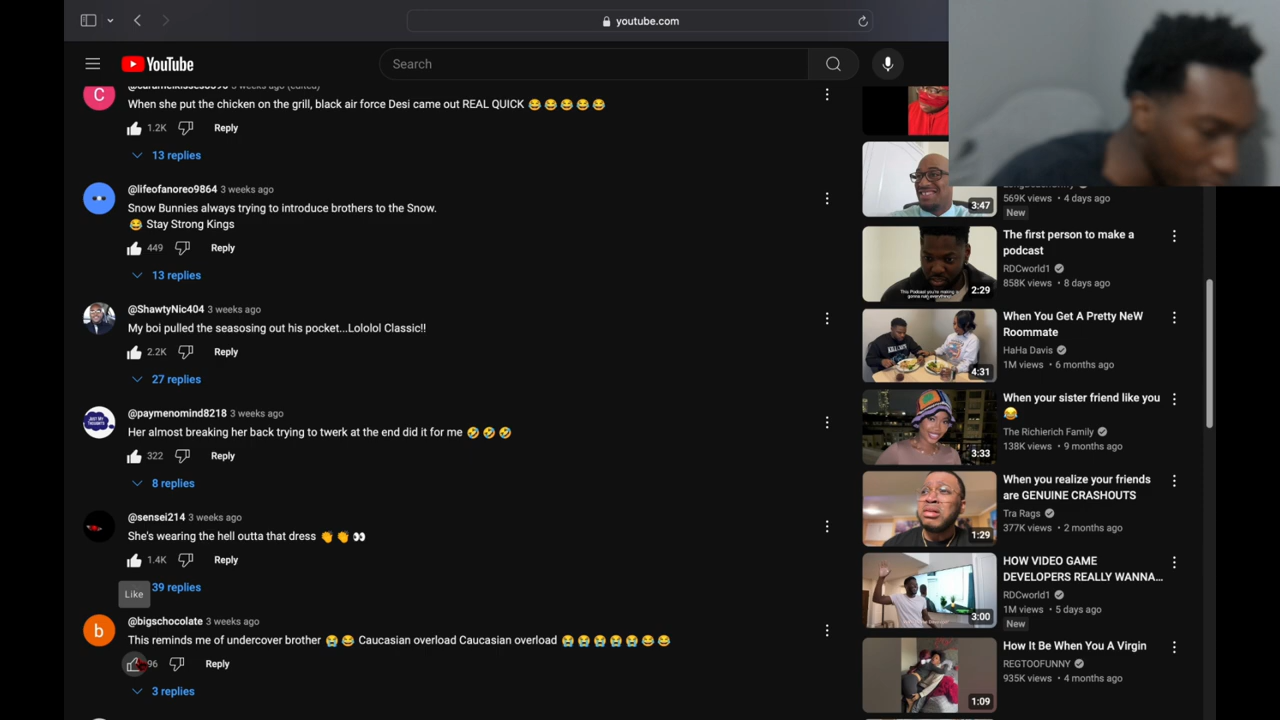 youtube.com
YouTube
Search
3 weeks ago (edited)
When she put the chicken on the grill, black air force Desi came out REAL QUICK 😂 😂 😂 😂 😂
1.2K Reply
13 replies
@lifeofanoreo9864 3 weeks ago
Snow Bunnies always trying to introduce brothers to the Snow.
😂 Stay Strong Kings
449 Reply
13 replies
@ShawtyNic404 3 weeks ago
My boi pulled the seasosing out his pocket...Lololol Classic!!
2.2K Reply
27 replies
@paymenomind8218 3 weeks ago
Her almost breaking her back trying to twerk at the end did it for me 🤣 🤣 🤣
322 Reply
8 replies
@sensei214 3 weeks ago
She's wearing the hell outta that dress 👏 👏 👀
1.4K Reply
39 replies
Like
@bigschocolate 3 weeks ago
This reminds me of undercover brother 😭 😂 Caucasian overload Caucasian overload 😭 😭 😭 😭 😭 😂 😂
96 Reply
3 replies
3:47
569K views • 4 days ago
New
2:29
The first person to make a
podcast
RDCworld1
858K views • 8 days ago
4:31
When You Get A Pretty NeW
Roommate
HaHa Davis
1M views • 6 months ago
3:33
When your sister friend like you
😂
The Richierich Family
138K views • 9 months ago
1:29
When you realize your friends
are GENUINE CRASHOUTS
Tra Rags
377K views • 2 months ago
3:00
HOW VIDEO GAME
DEVELOPERS REALLY WANNA...
RDCworld1
1M views • 5 days ago
New
1:09
How It Be When You A Virgin
REGTOOFUNNY
935K views • 4 months ago